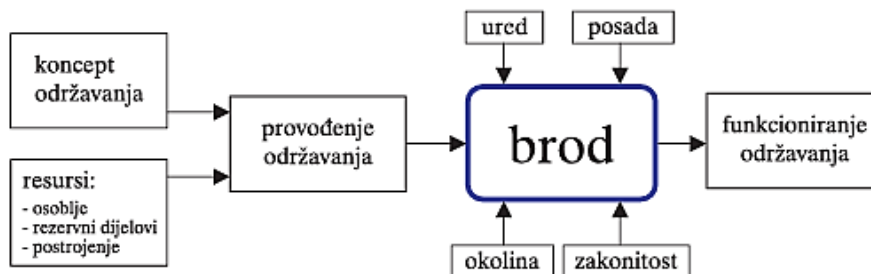 koncept
održavanja
resursi:
- osoblje
- rezervni dijelovi
- postrojenje
provođenje
održavanja
ured
posada
brod
okolina
zakonitost
funkcioniranje
održavanja